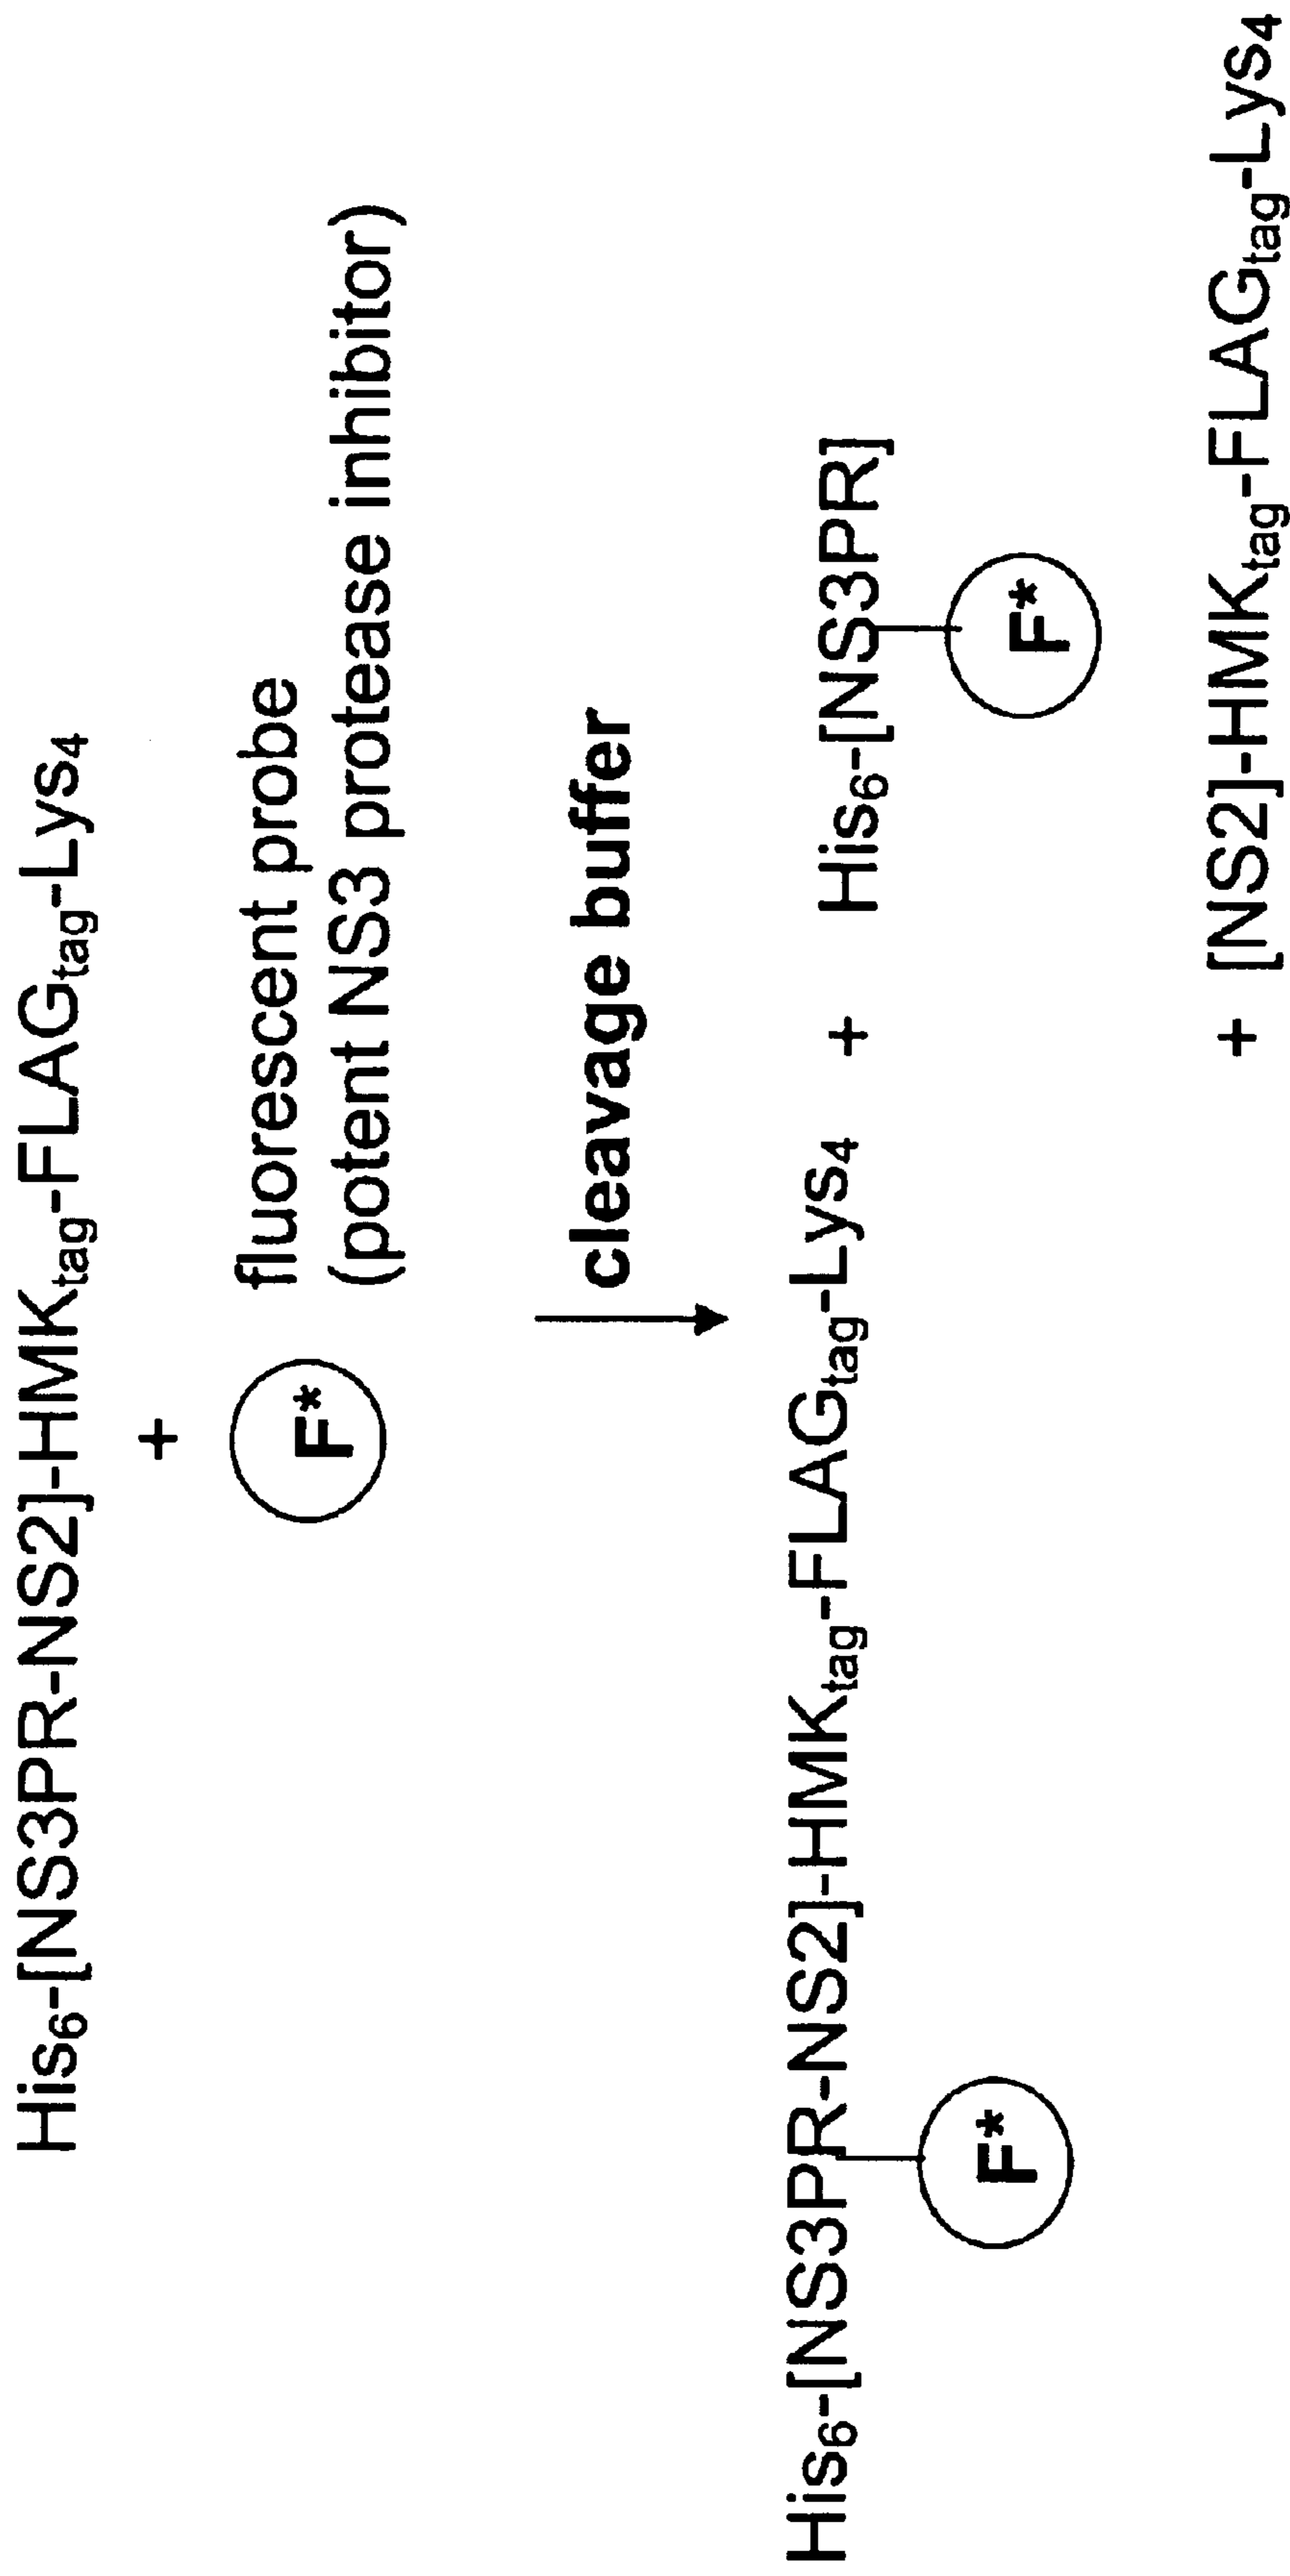 His6-[NS3PR-NS2]-HMKtag-FLAGtag-Lys4
+
F*
fluorescent probe
(potent NS3 protease inhibitor)
cleavage buffer
His6-[NS3PR-NS2]-HMKtag-FLAGtag-Lys4 + His6-[NS3PR]
F*
F*
+ [NS2]-HMKtag-FLAGtag-Lys4